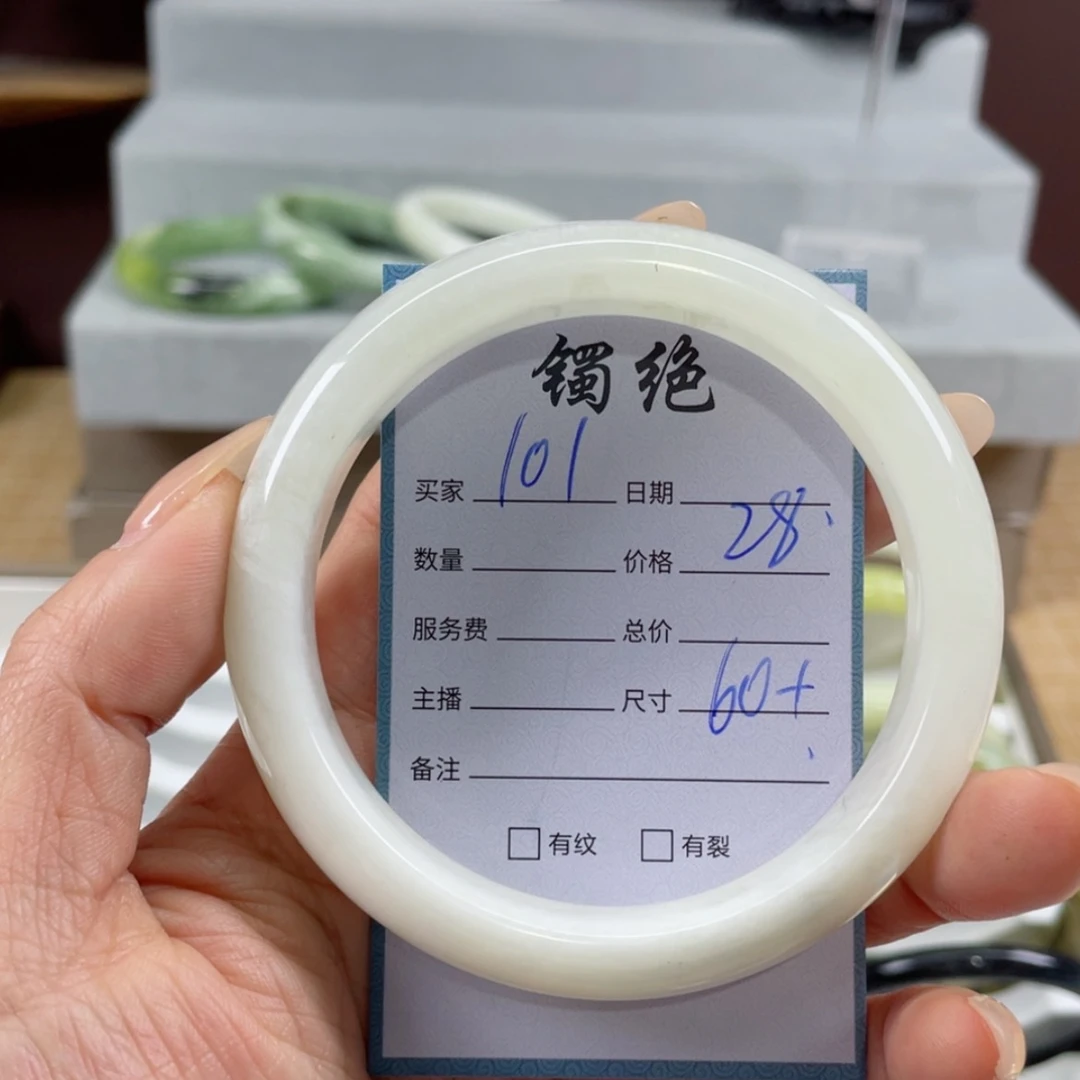 镯绝
买家 101 日期
数量 价格 28
服务费 总价
主播 尺寸 60+
备注
有纹 有裂